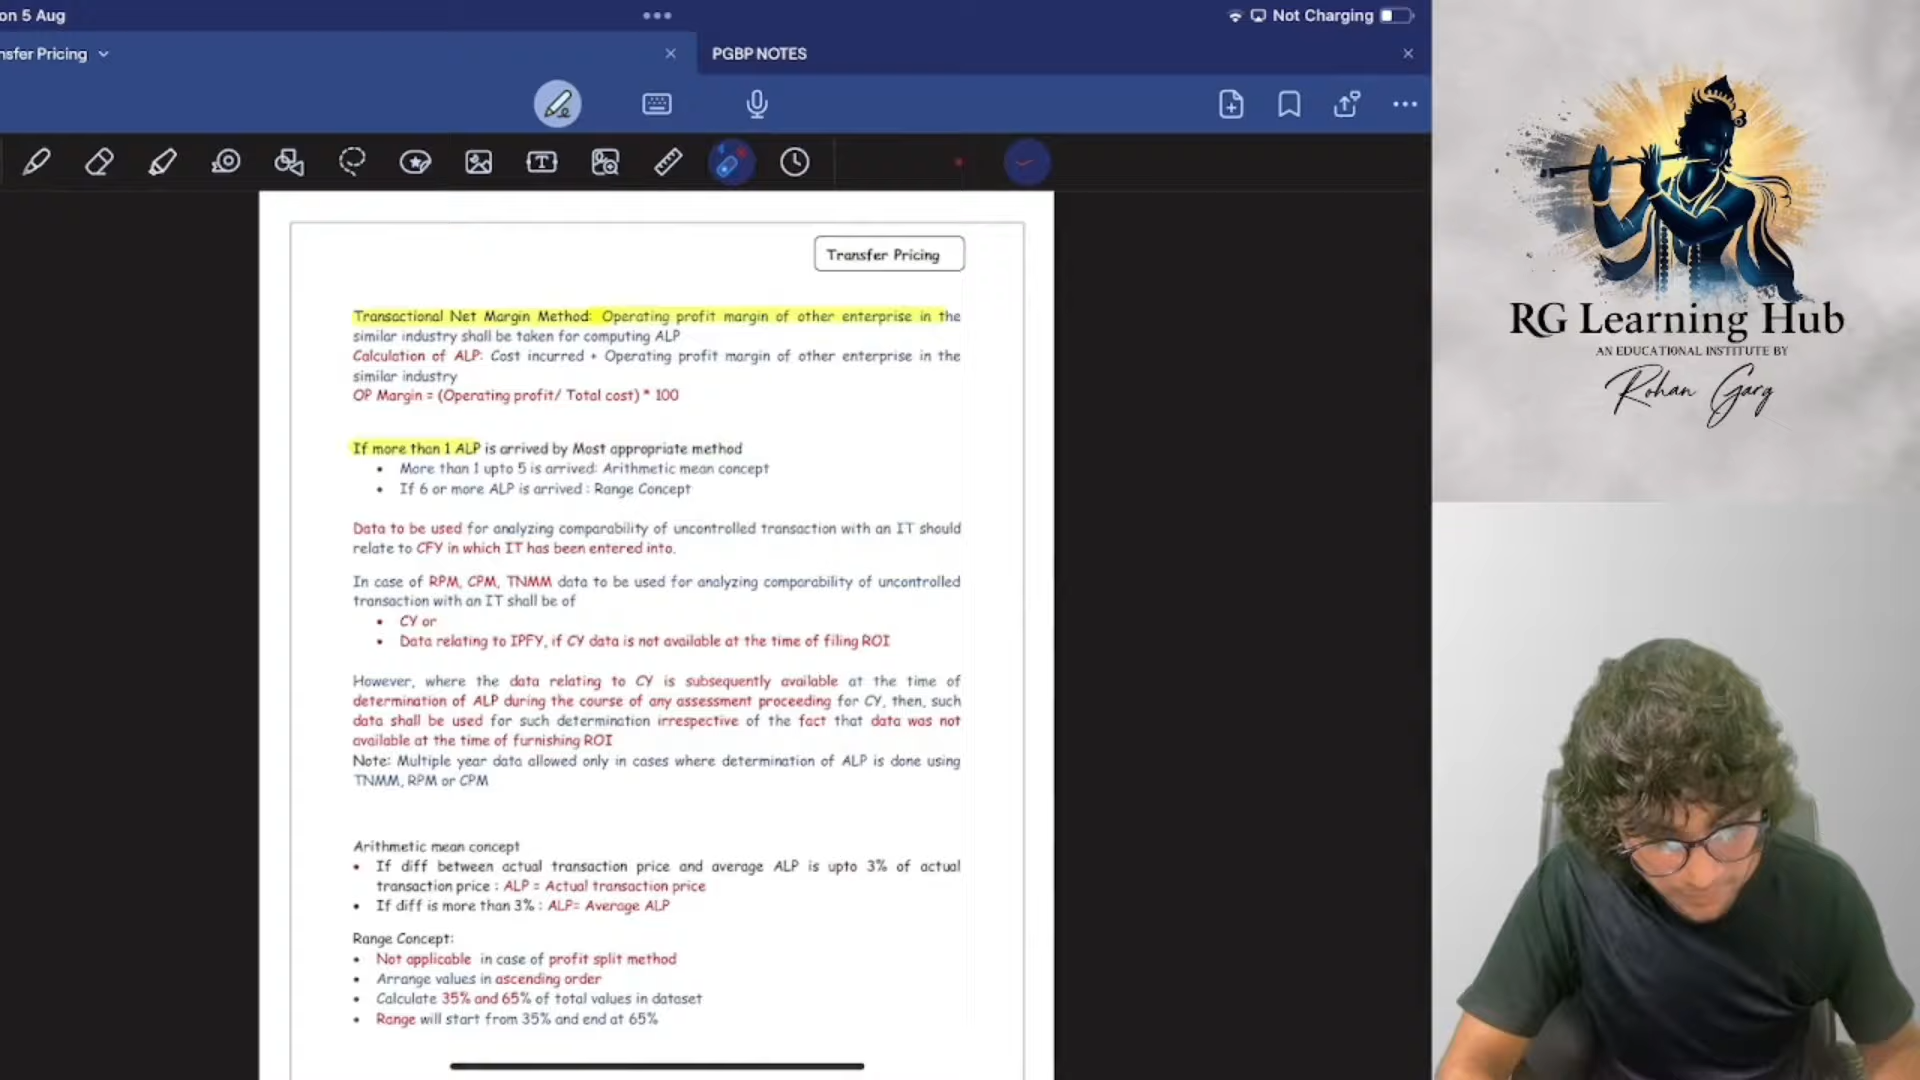 on 5 Aug
Not Charging
nsfer Pricing
PGBP NOTES
Transfer Pricing
Transactional Net Margin Method: Operating profit margin of other enterprise in the
similar industry shall be taken for computing ALP
Calculation of ALP: Cost incurred + Operating profit margin of other enterprise in the
similar industry
OP Margin = (Operating profit/ Total cost) * 100
If more than 1 ALP is arrived by Most appropriate method
• More than 1 upto 5 is arrived: Arithmetic mean concept
• If 6 or more ALP is arrived : Range Concept
Data to be used for analyzing comparability of uncontrolled transaction with an IT should
relate to CFY in which IT has been entered into.
In case of RPM, CPM, TNMM data to be used for analyzing comparability of uncontrolled
transaction with an IT shall be of
• CY or
• Data relating to IPFY, if CY data is not available at the time of filing ROI
However, where the data relating to CY is subsequently available at the time of
determination of ALP during the course of any assessment proceeding for CY, then, such
data shall be used for such determination irrespective of the fact that data was not
available at the time of furnishing ROI
Note: Multiple year data allowed only in cases where determination of ALP is done using
TNMM, RPM or CPM
Arithmetic mean concept
• If diff between actual transaction price and average ALP is upto 3% of actual
transaction price : ALP = Actual transaction price
• If diff is more than 3% : ALP= Average ALP
Range Concept:
• Not applicable in case of profit split method
• Arrange values in ascending order
• Calculate 35% and 65% of total values in dataset
• Range will start from 35% and end at 65%
RG Learning Hub
AN EDUCATIONAL INSTITUTE BY
Rohan Garg